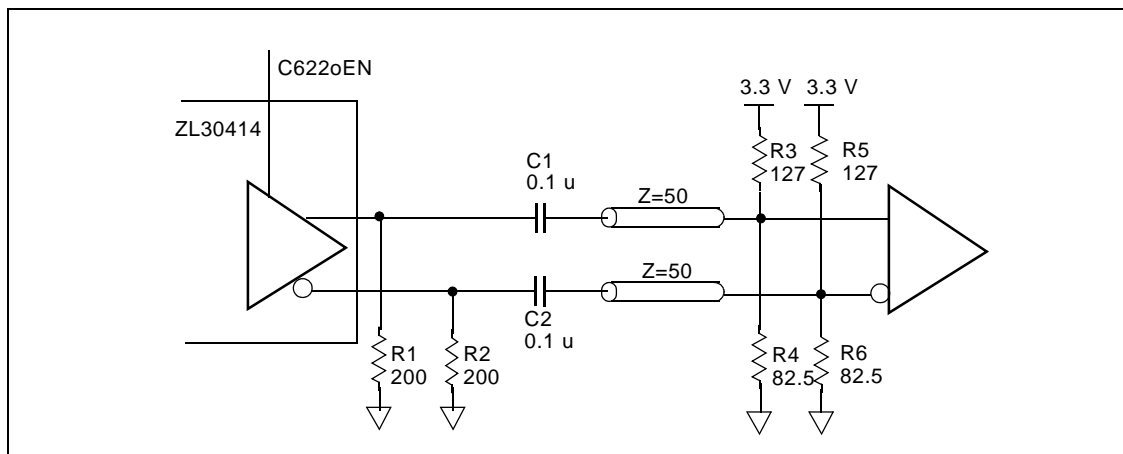 C622oEN
ZL30414
C1
0.1 u
Z=50
3.3 V
3.3 V
R3
127
R5
127
Z=50
C2
0.1 u
R1
200
R2
200
R4
82.5
R6
82.5